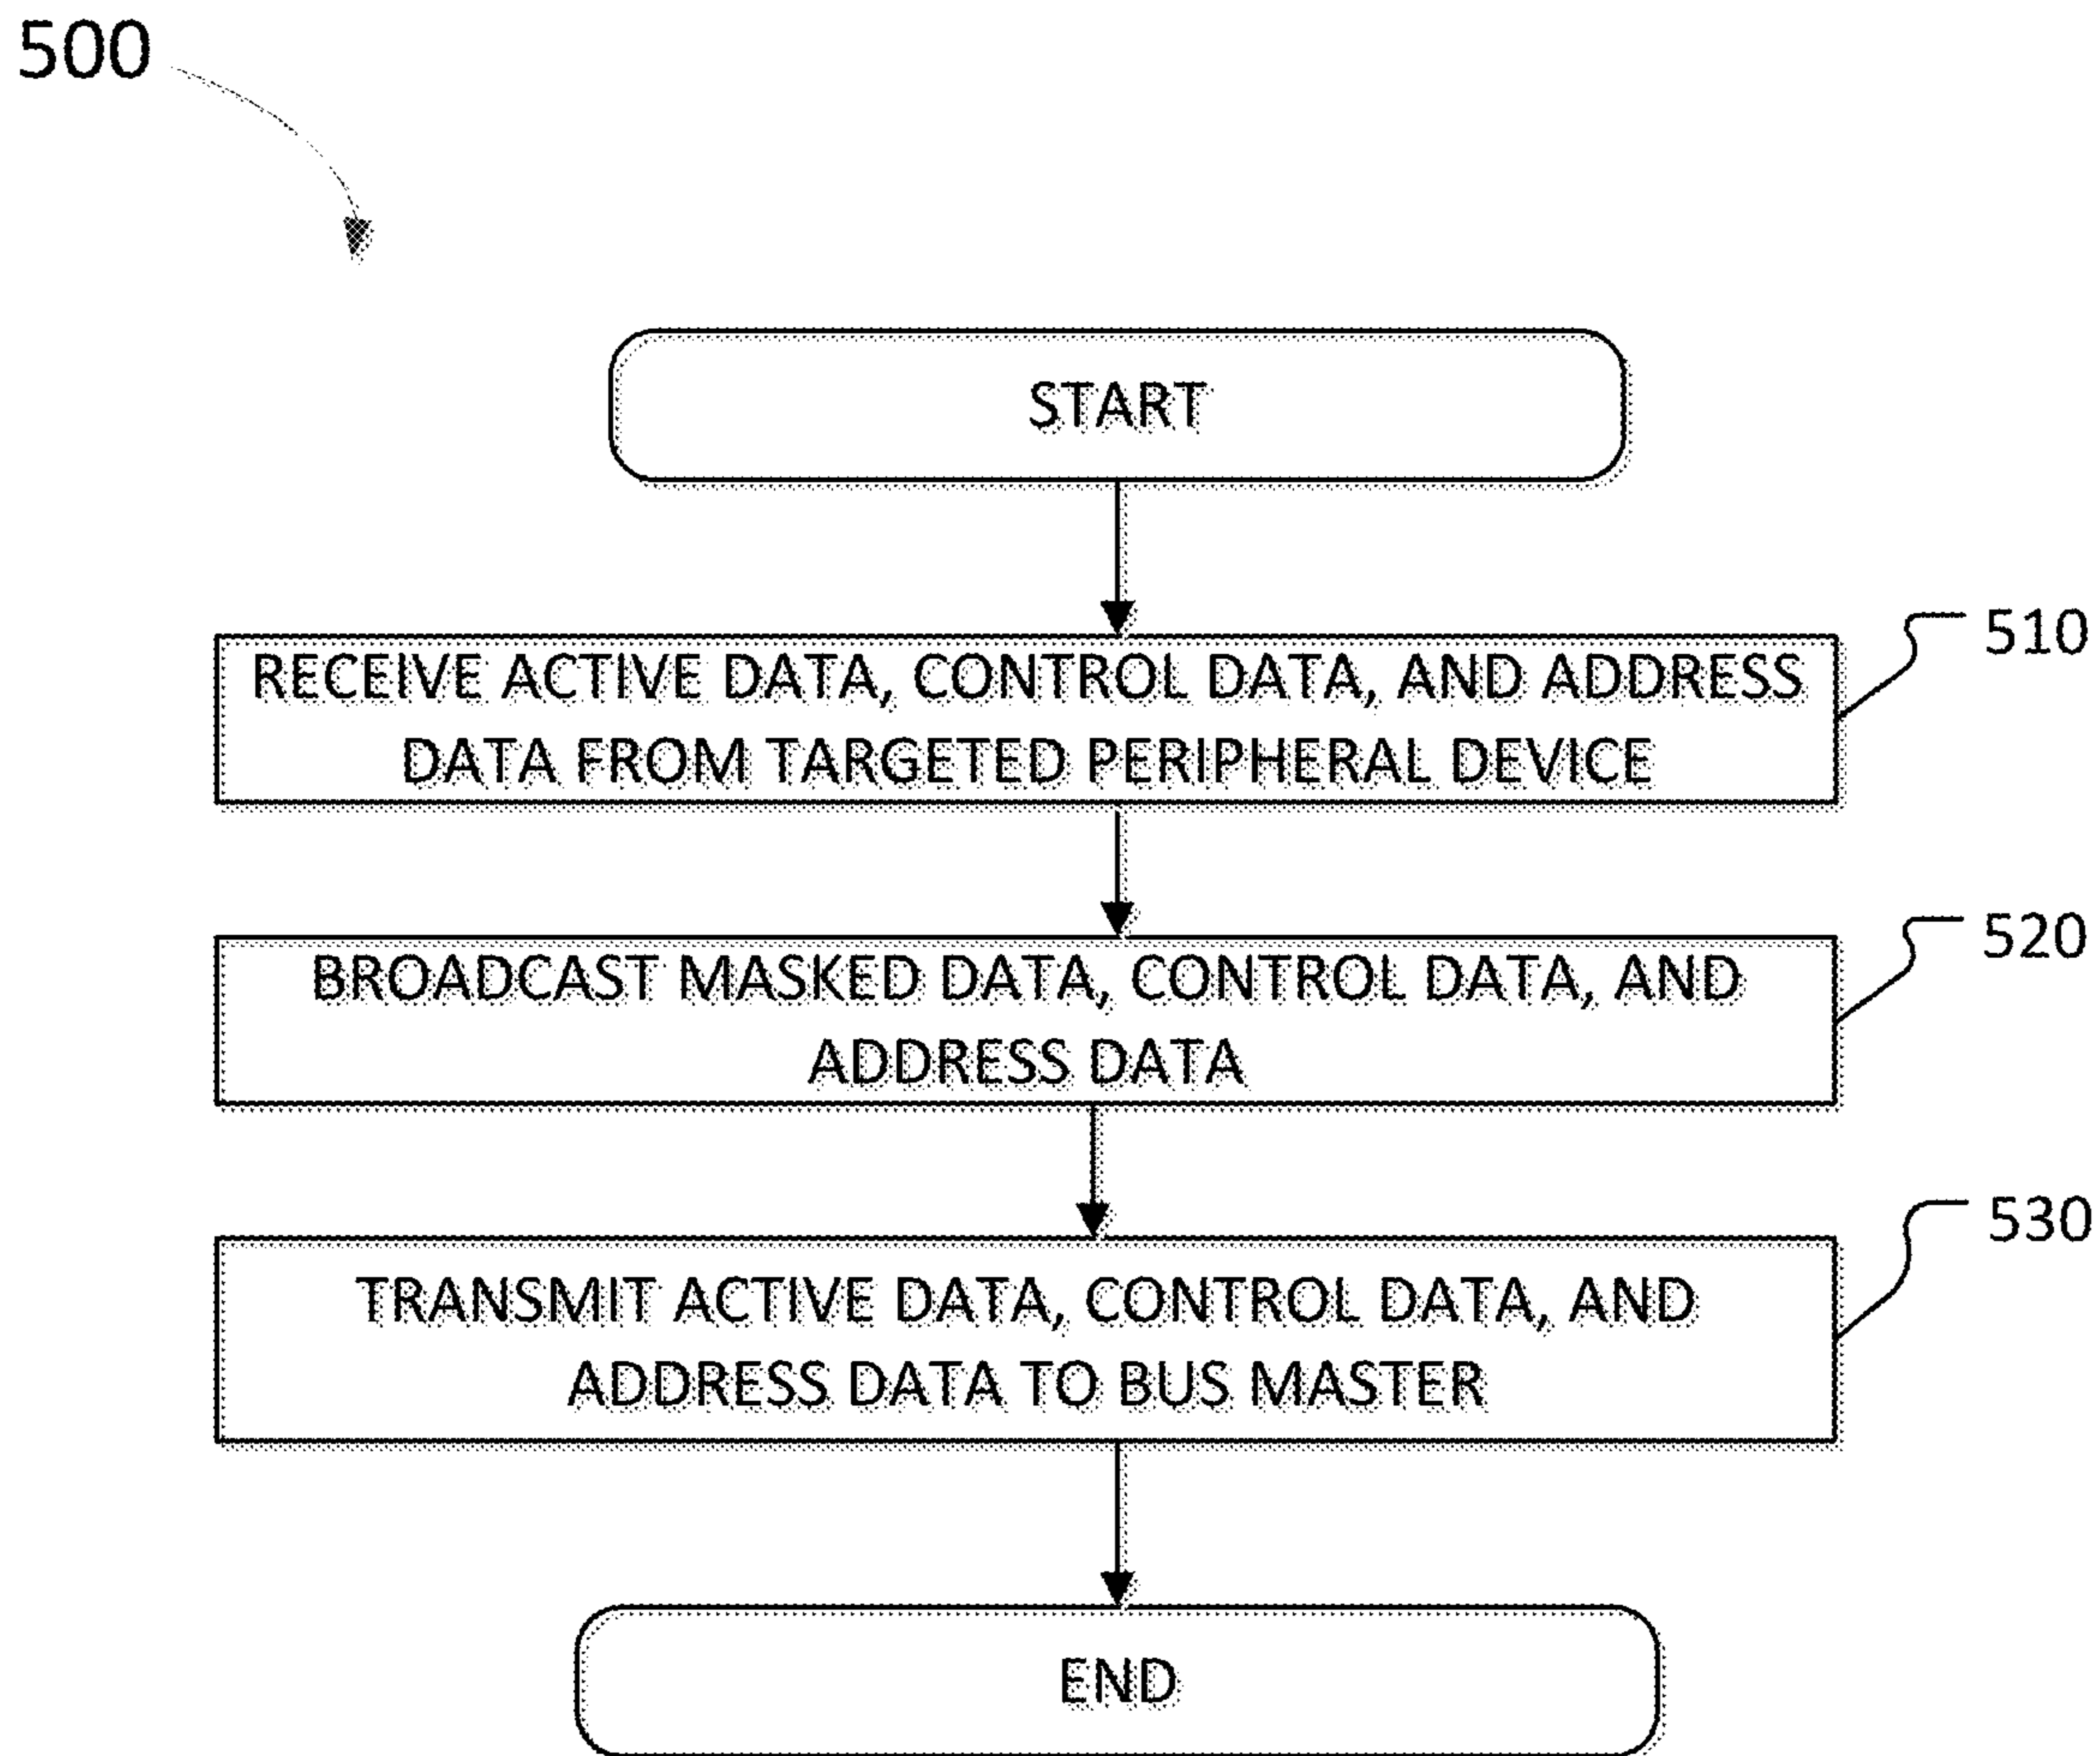 500
START
RECEIVE ACTIVE DATA, CONTROL DATA, AND ADDRESS
DATA FROM TARGETED PERIPHERAL DEVICE
510
BROADCAST MASKED DATA, CONTROL DATA, AND
ADDRESS DATA
520
TRANSMIT ACTIVE DATA, CONTROL DATA, AND
ADDRESS DATA TO BUS MASTER
530
END